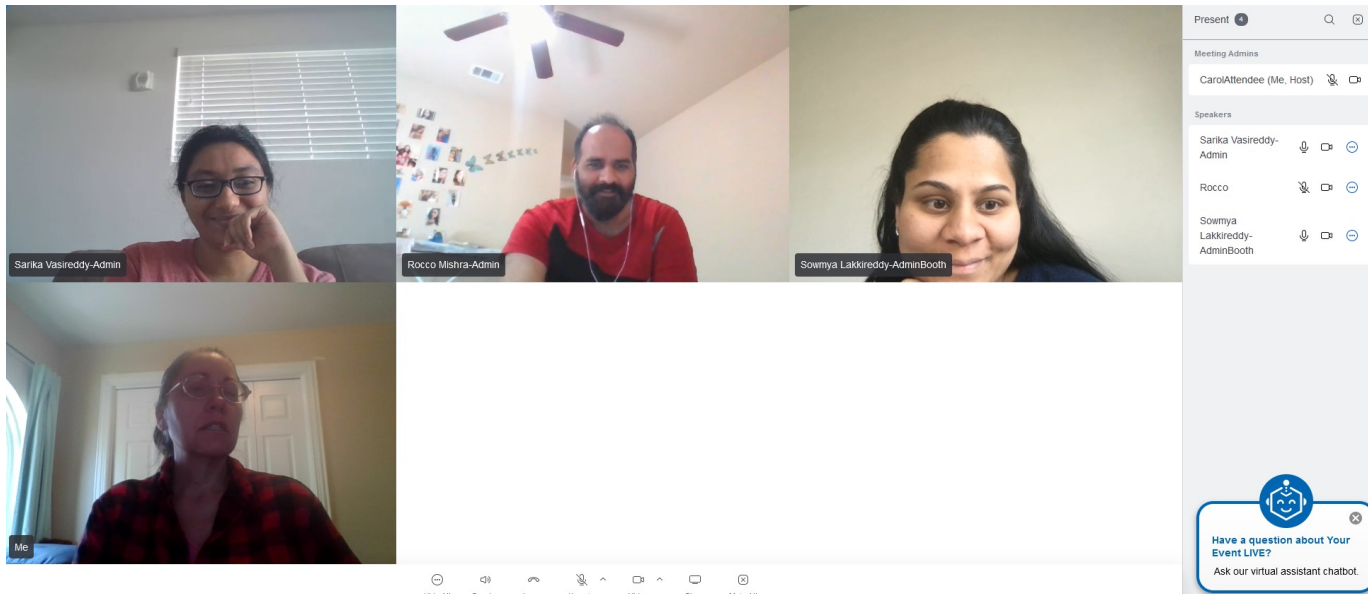 Sarika Vasireddy-Admin
Rocco Mishra-Admin
Sowmya Lakkireddy-AdminBooth
Me
Present 4
Meeting Admins
CarolAttendee (Me, Host)
Speakers
Sarika Vasireddy-
Admin
Rocco
Sowmya
Lakkireddy-
AdminBooth
Have a question about Your
Event LIVE?
Ask our virtual assistant chatbot.